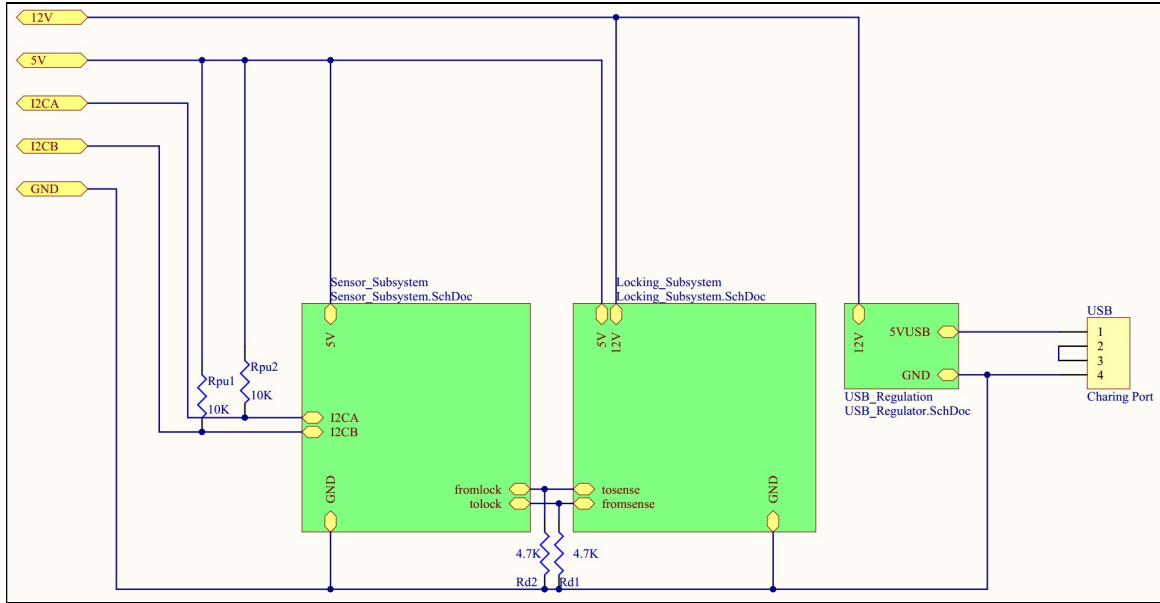 12V
5V
I2CA
I2CB
GND
Sensor_Subsystem
Sensor_Subsystem.SchDoc
Locking_Subsystem
Locking_Subsystem.SchDoc
5V
5V
12V
12V
5VUSB
GND
USB
1
2
3
4
Charing Port
USB_Regulation
USB_Regulator.SchDoc
Rpu1
10K
Rpu2
10K
I2CA
I2CB
GND
fromlock
tolock
tosense
fromsense
GND
4.7K
4.7K
Rd2
Rd1